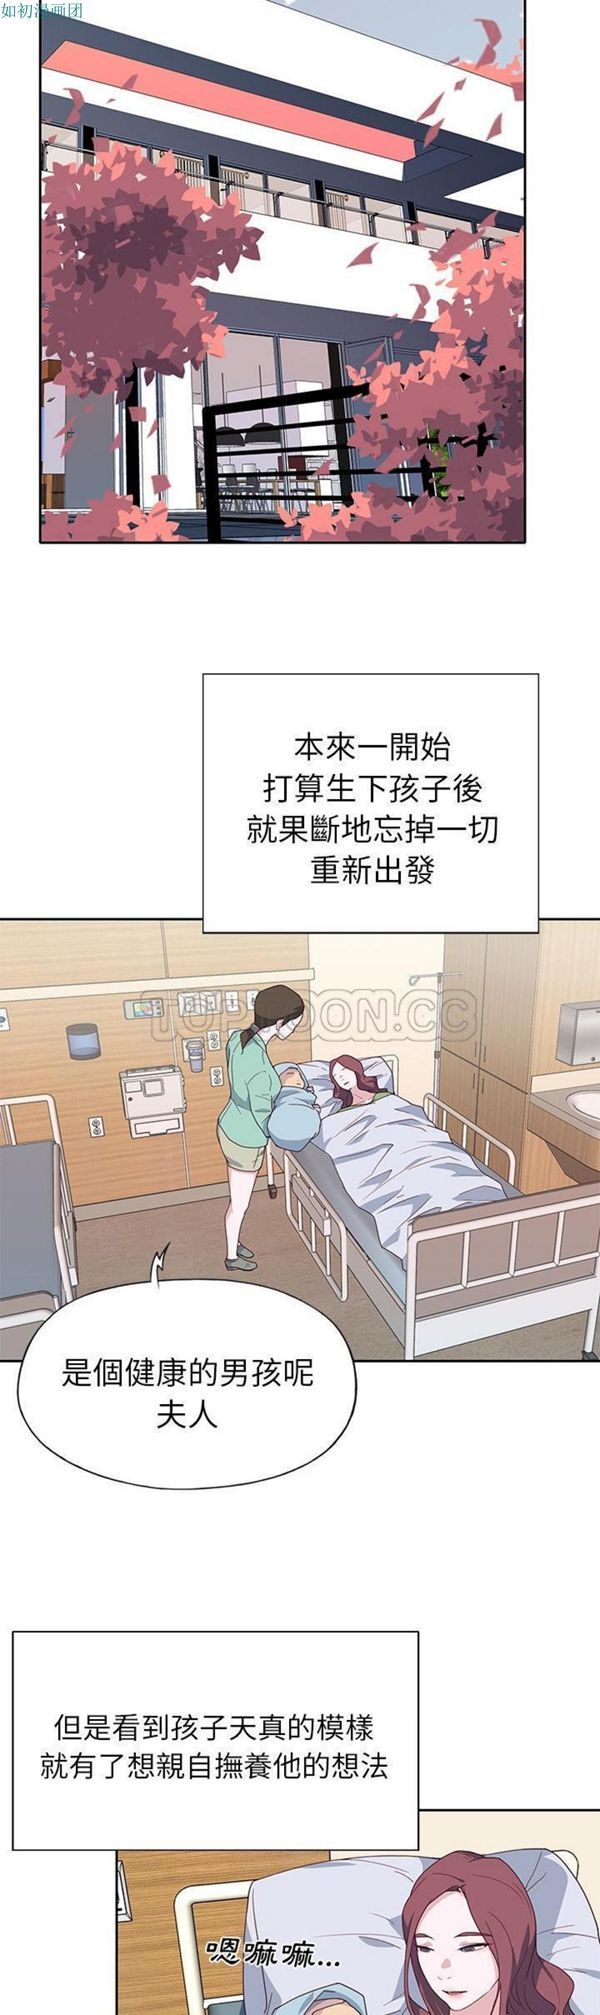 如初漫画团
本來一開始
打算生下孩子後
就果斷地忘掉一切
重新出發
TOPTOON.CC
是個健康的男孩呢
夫人
但是看到孩子天真的模樣
就有了想親自撫養他的想法
嗯嘛嘛...